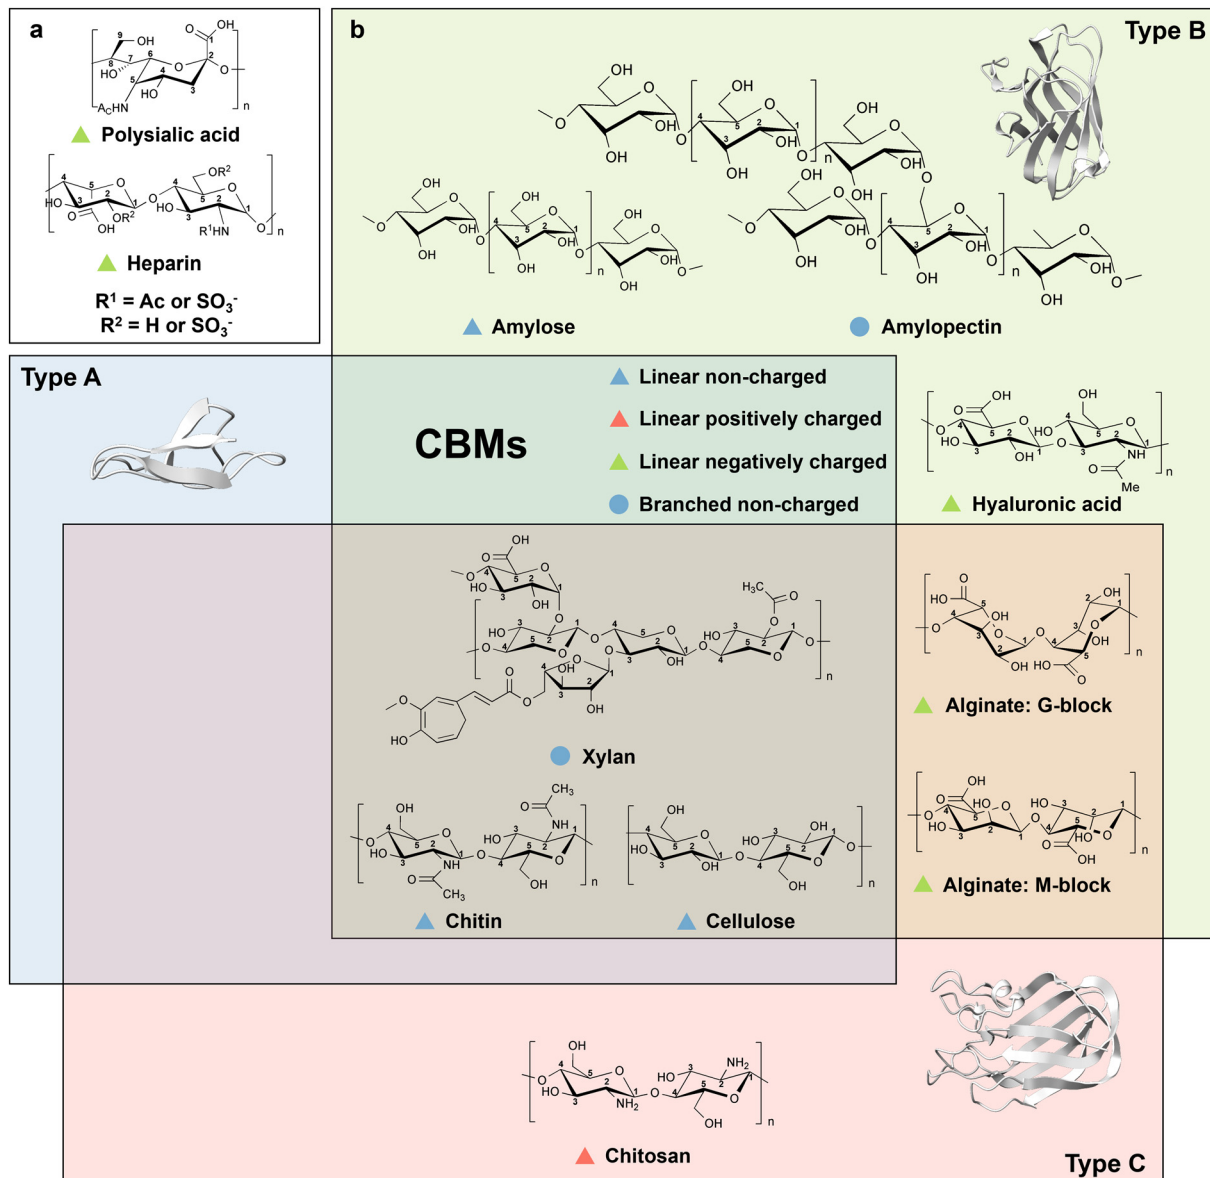 a
Polysialic acid
Heparin
R¹ = Ac or SO₃⁻
R² = H or SO₃⁻
b
Type B
Amylose
Amylopectin
Type A
CBMs
Linear non-charged
Linear positively charged
Linear negatively charged
Branched non-charged
Hyaluronic acid
Xylan
Alginate: G-block
Chitin
Cellulose
Alginate: M-block
Chitosan
Type C